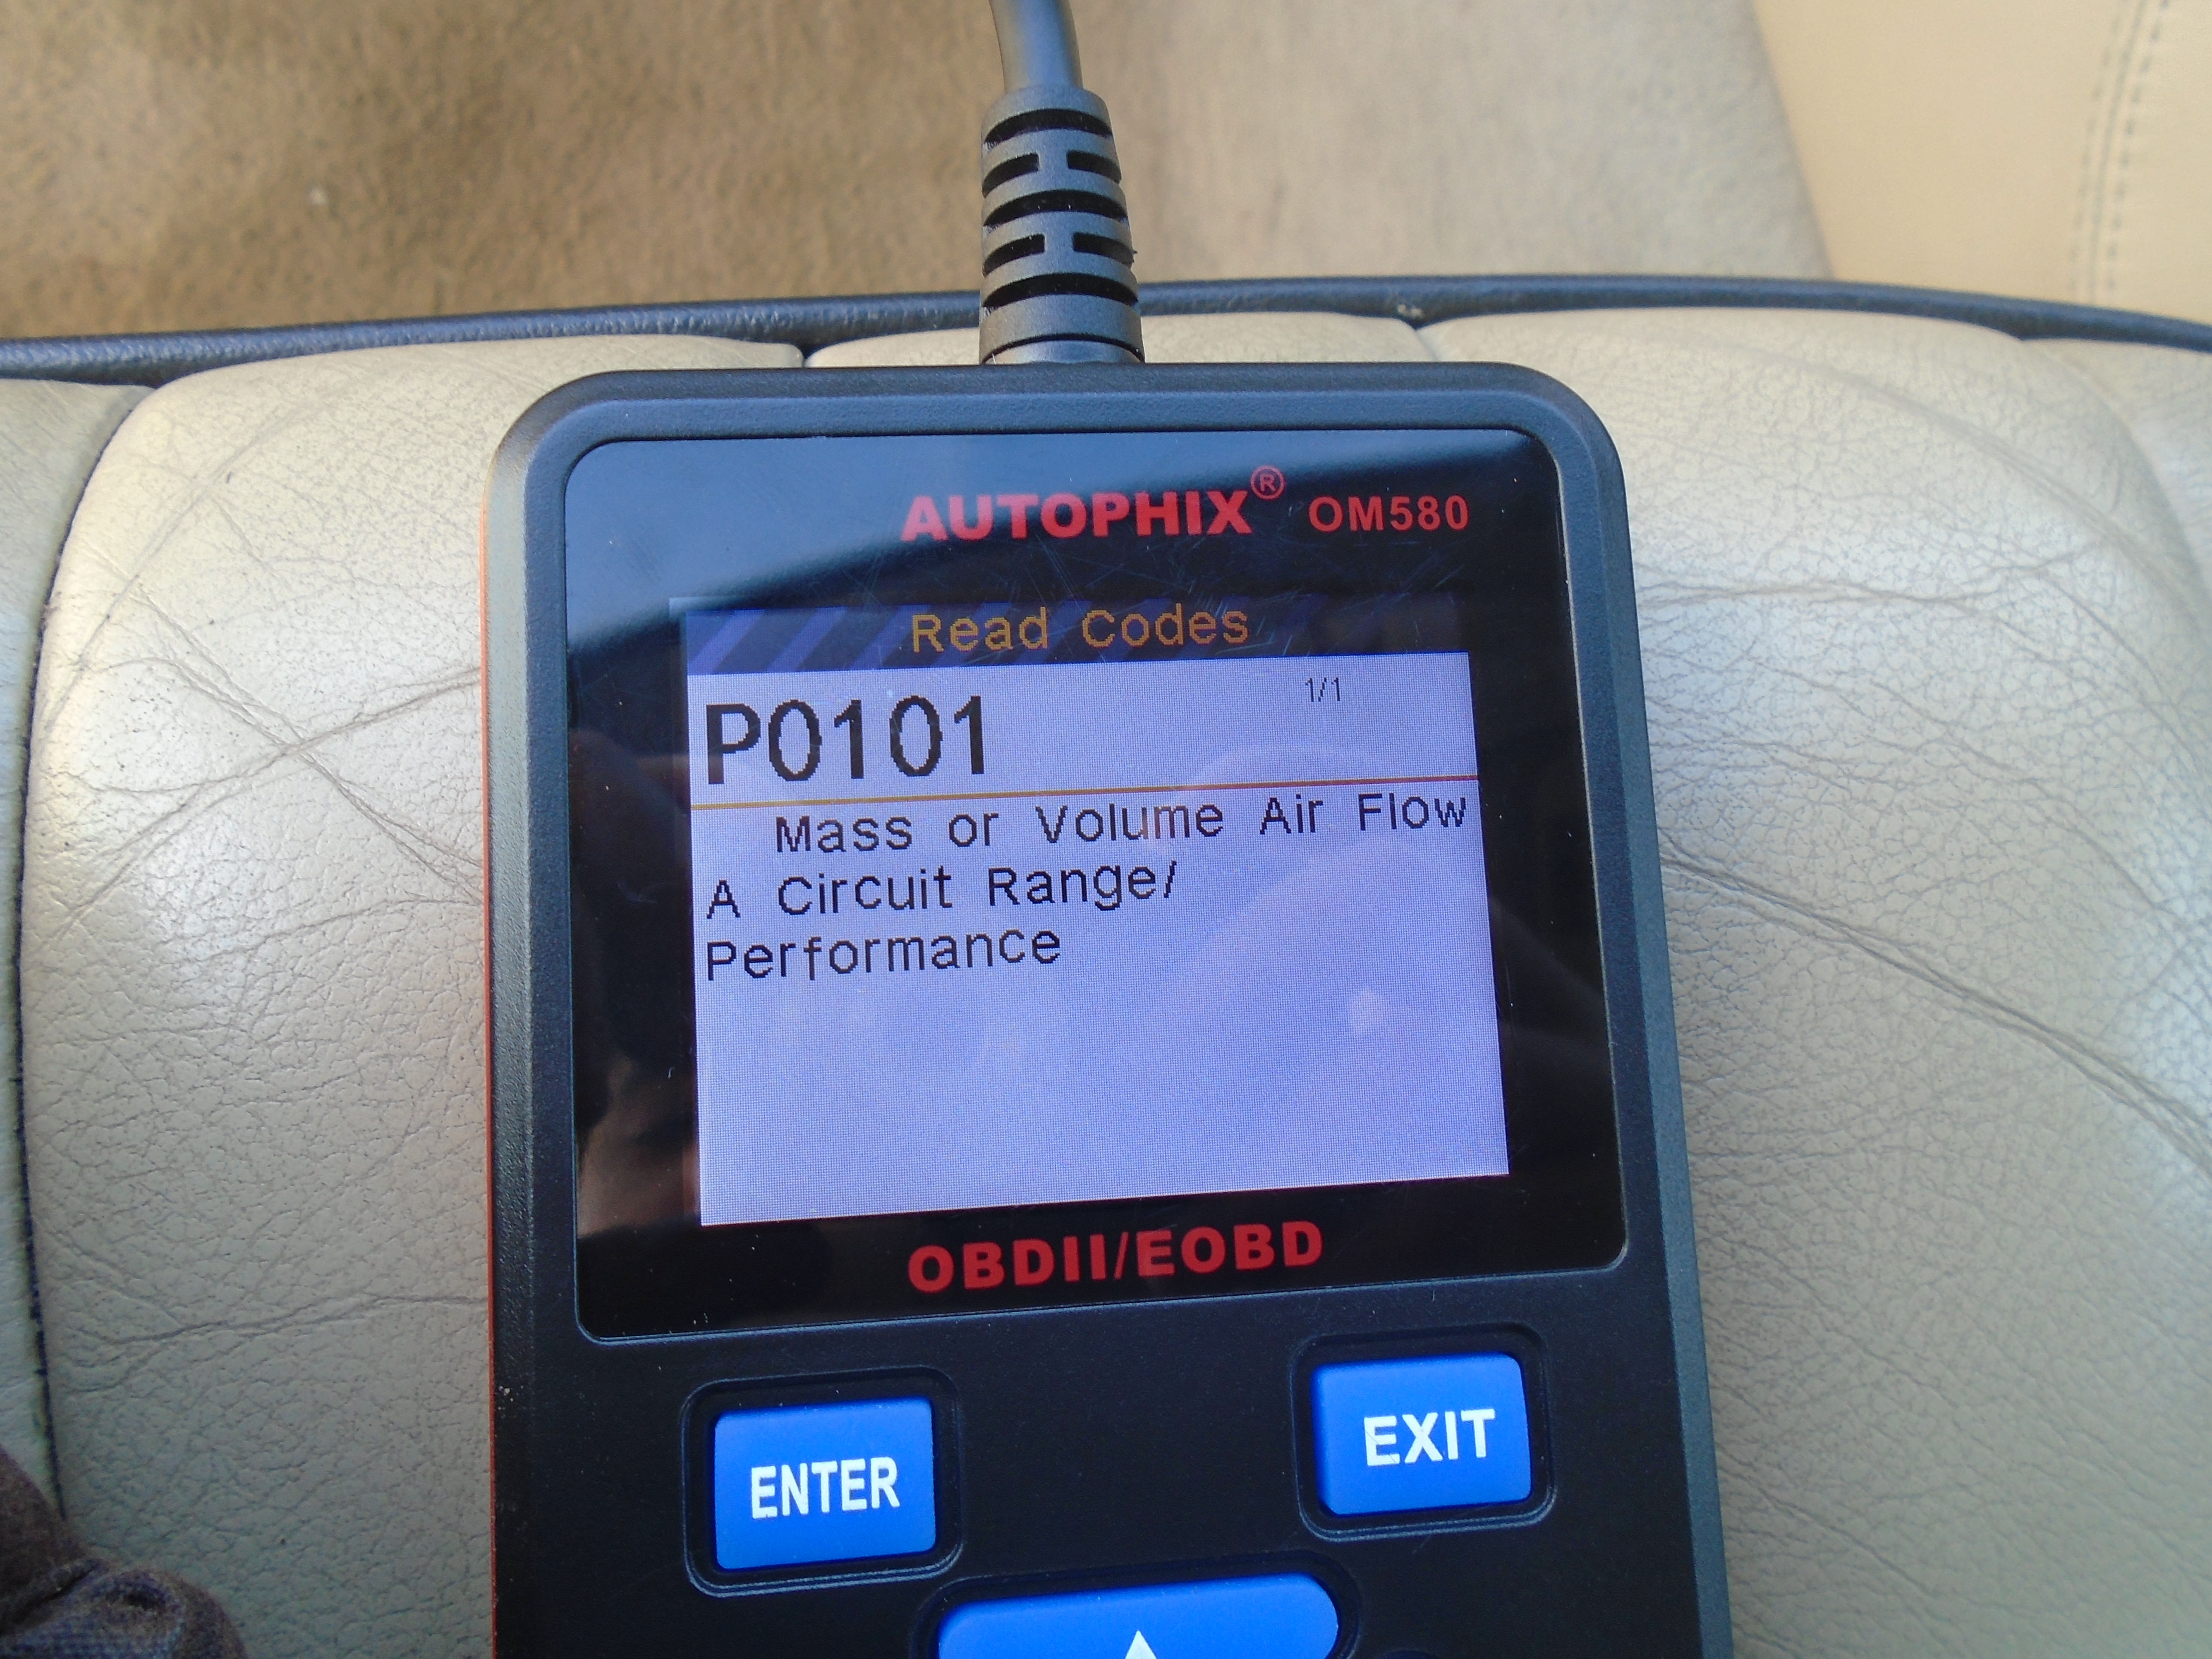 AUTOPHIX® OM580
Read Codes
P0101 1/1
Mass or Volume Air Flow
A Circuit Range/
Performance
OBDII/EOBD
ENTER EXIT